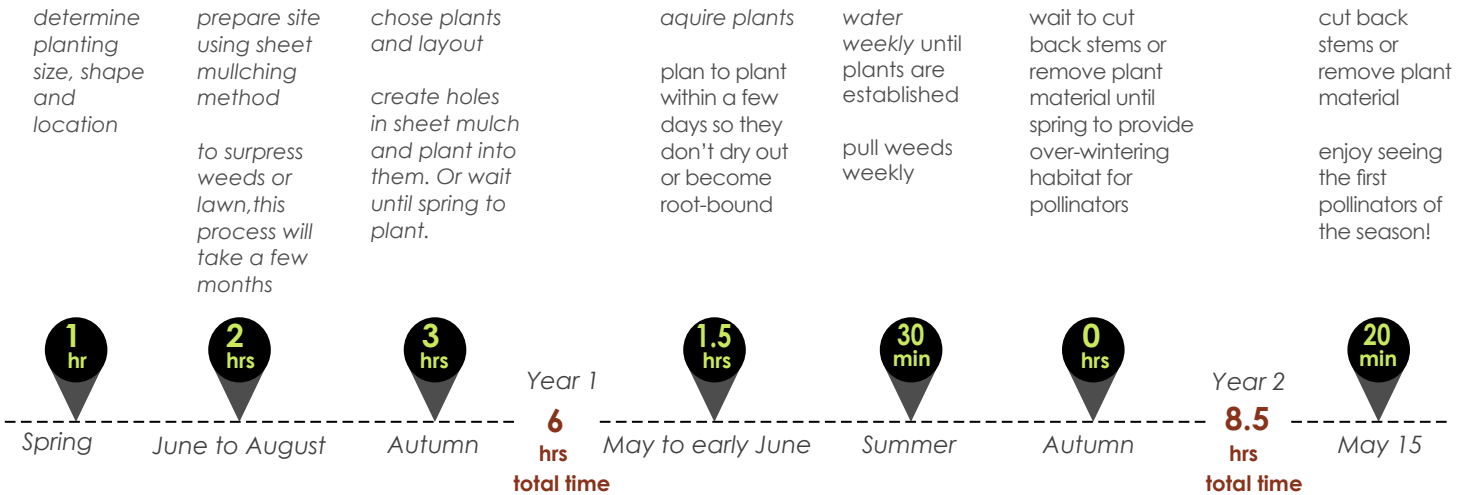 determine
planting
size, shape
and
location
prepare site
using sheet
mullching
method
to surpress
weeds or
lawn,this
process will
take a few
months
chose plants
and layout
create holes
in sheet mulch
and plant into
them. Or wait
until spring to
plant.
aquire plants
plan to plant
within a few
days so they
don't dry out
or become
root-bound
water
weekly until
plants are
established
pull weeds
weekly
wait to cut
back stems or
remove plant
material until
spring to provide
over-wintering
habitat for
pollinators
cut back
stems or
remove plant
material
enjoy seeing
the first
pollinators of
the season!
1
hr
2
hrs
3
hrs
1.5
hrs
30
min
0
hrs
20
min
Spring
June to August
Autumn
Year 1
6
hrs
total time
May to early June
Summer
Autumn
Year 2
8.5
hrs
total time
May 15